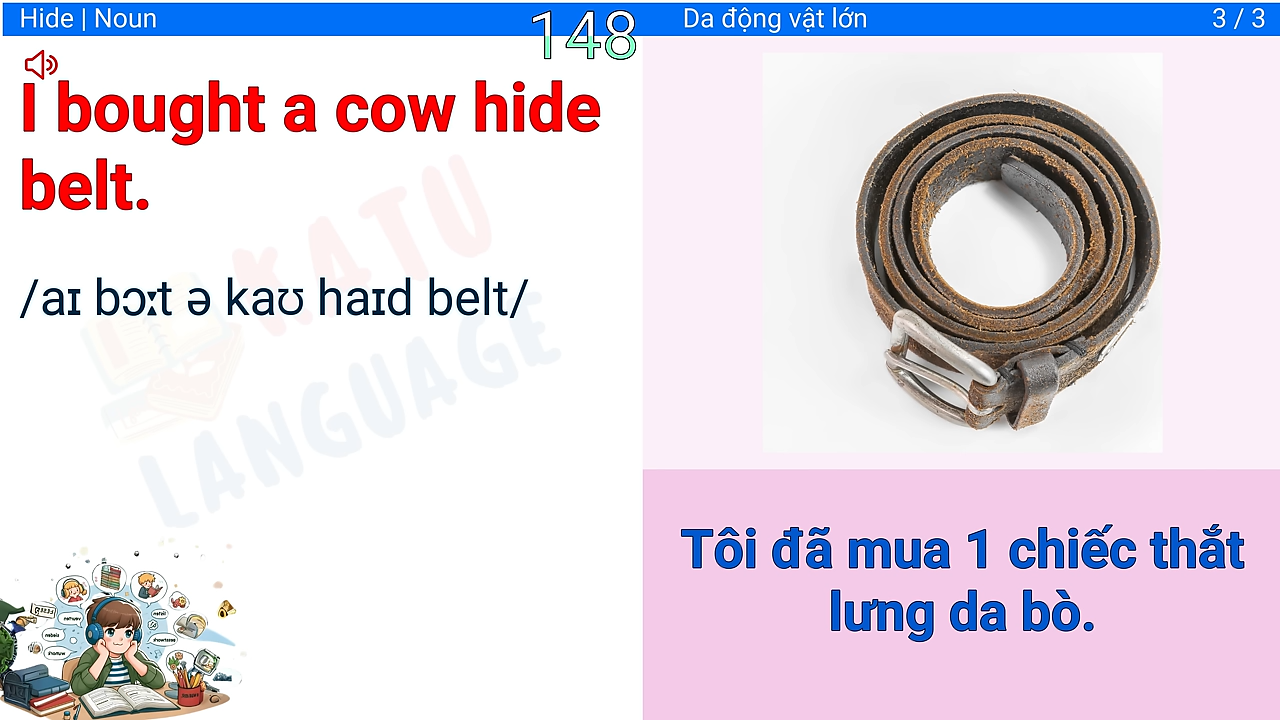 Hide | Noun
148
Da động vật lớn
3 / 3
I bought a cow hide
belt.
/aɪ bɔːt ə kaʊ haɪd belt/
KATU
LANGUAGE
Tôi đã mua 1 chiếc thắt
lưng da bò.